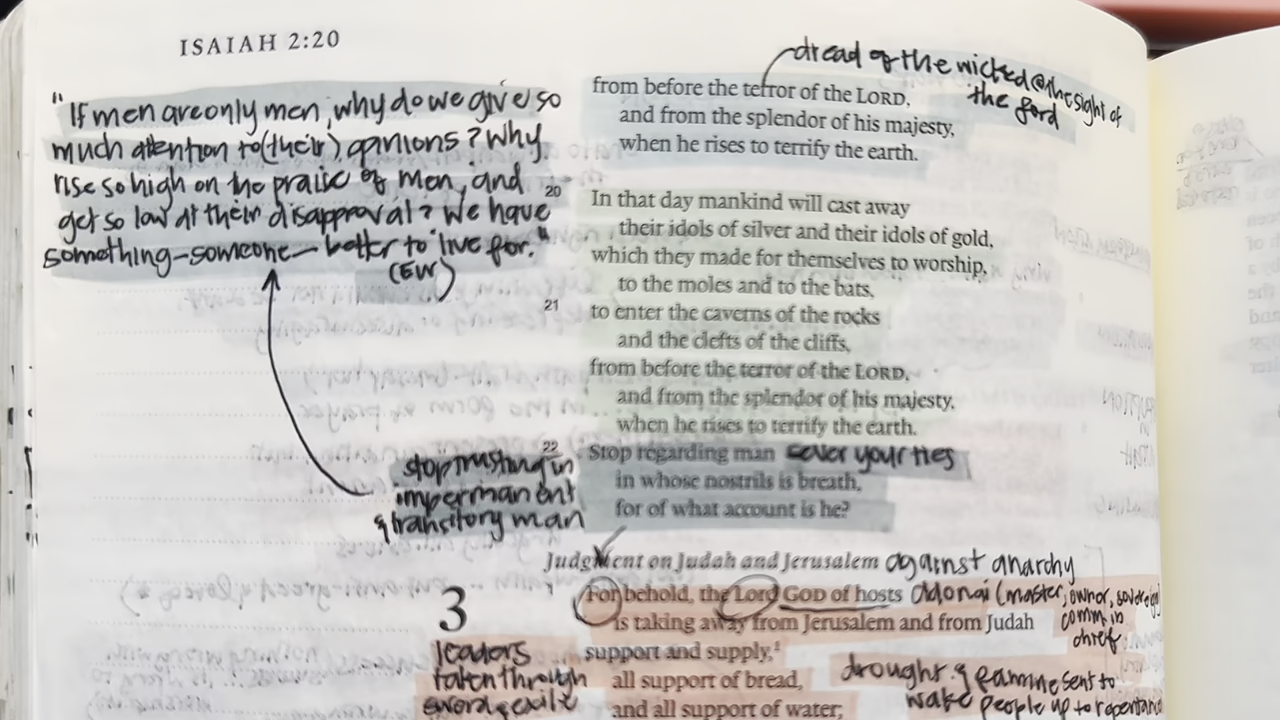 ISAIAH 2:20
"If men are only men, why do we give so
much attention to (their) opinions? Why
rise so high on the praise of men, and
get so low at their disapproval? We have
something-someone-better to live for."
(EW)
dread of the wicked @ the sight of
the Lord
from before the terror of the LORD,
and from the splendor of his majesty,
when he rises to terrify the earth.
20 In that day mankind will cast away
their idols of silver and their idols of gold,
which they made for themselves to worship,
to the moles and to the bats,
21 to enter the caverns of the rocks
and the clefts of the cliffs,
from before the terror of the LORD,
and from the splendor of his majesty,
when he rises to terrify the earth.
22 Stop regarding man sever your ties
in whose nostrils is breath,
for of what account is he?
stop trusting in
impermanent
& transitory man
Judgment on Judah and Jerusalem against anarchy
3 For behold, the Lord GOD of hosts adonai (master, owner, sovereign
comm. in
chief
is taking away from Jerusalem and from Judah
support and supply,1
all support of bread,
and all support of water;
leaders
taken through
sword & exile
drought & famine sent to
wake people up to repentance